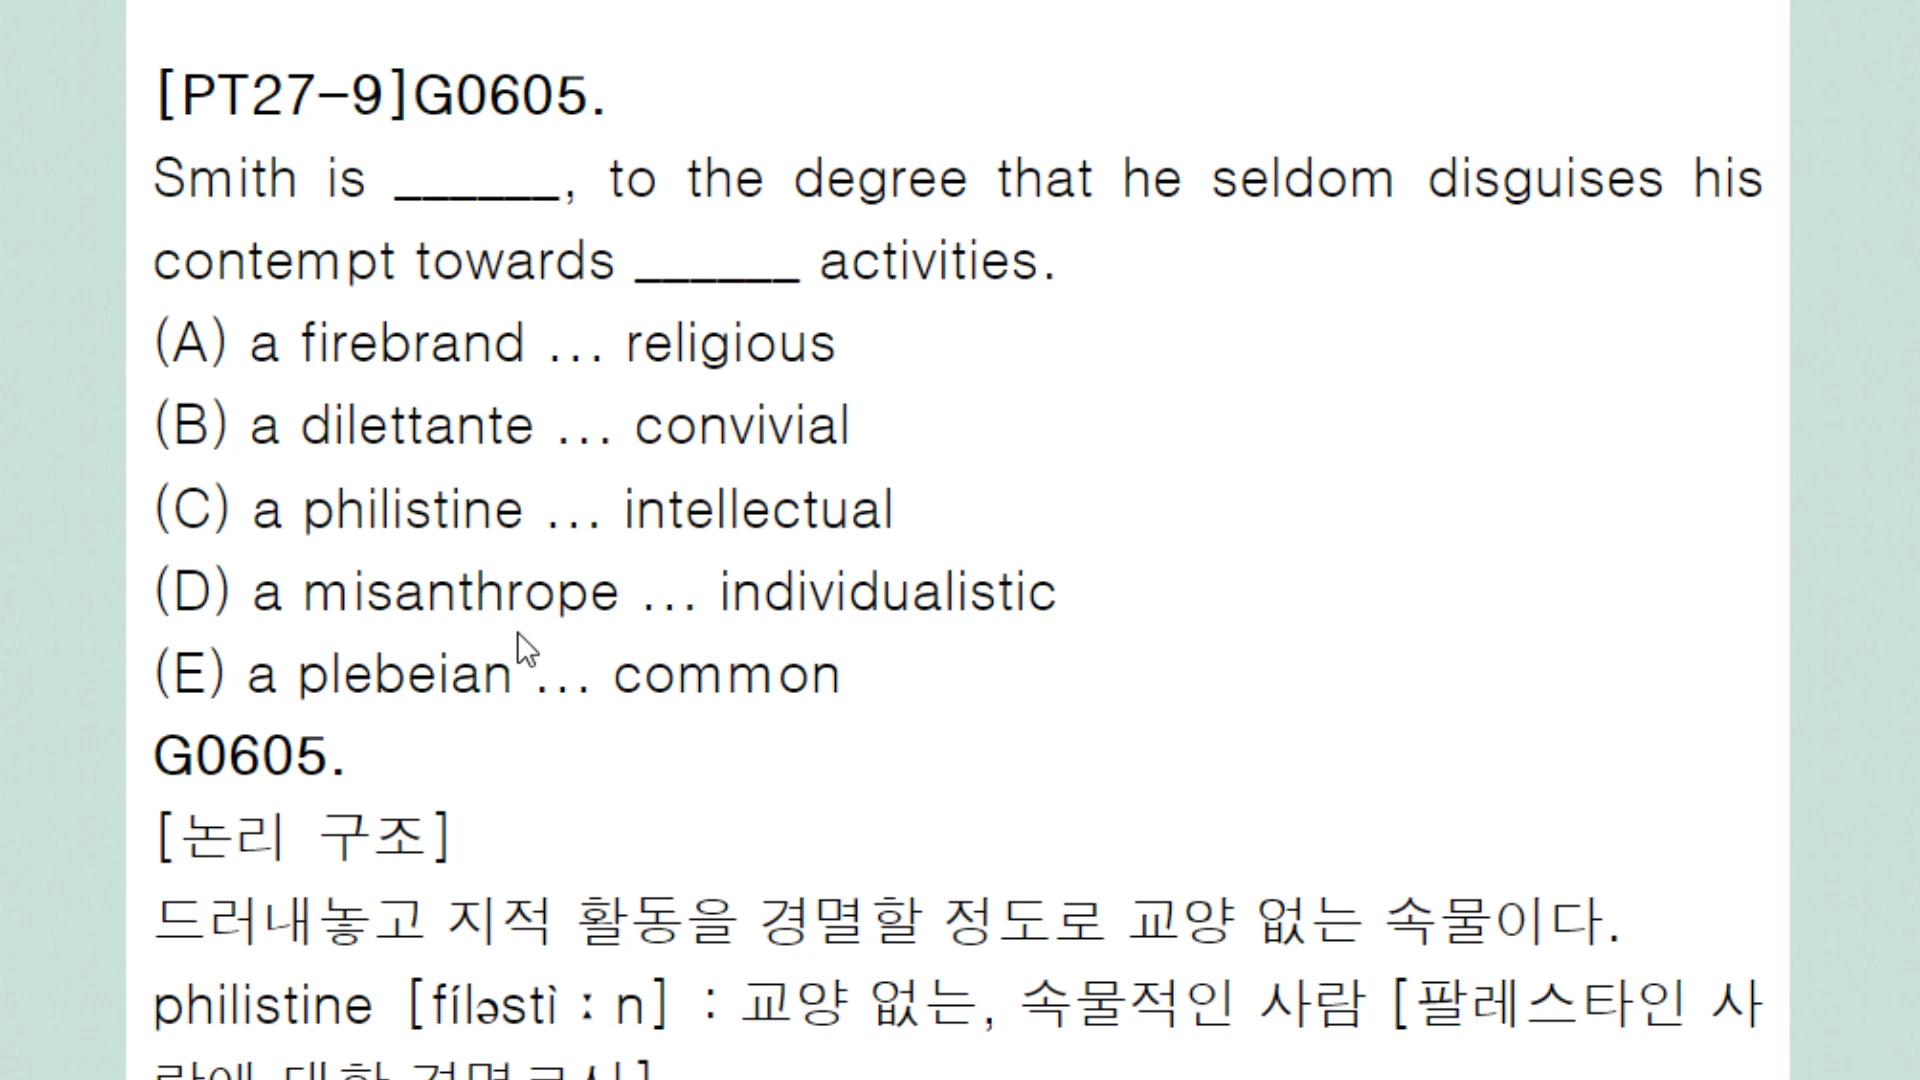 [PT27-9]G0605.
Smith is ______, to the degree that he seldom disguises his
contempt towards ______ activities.
(A) a firebrand ... religious
(B) a dilettante ... convivial
(C) a philistine ... intellectual
(D) a misanthrope ... individualistic
(E) a plebeian ... common
G0605.
[논리 구조]
드러내놓고 지적 활동을 경멸할 정도로 교양 없는 속물이다.
philistine [fíləstìːn] : 교양 없는, 속물적인 사람 [팔레스타인 사